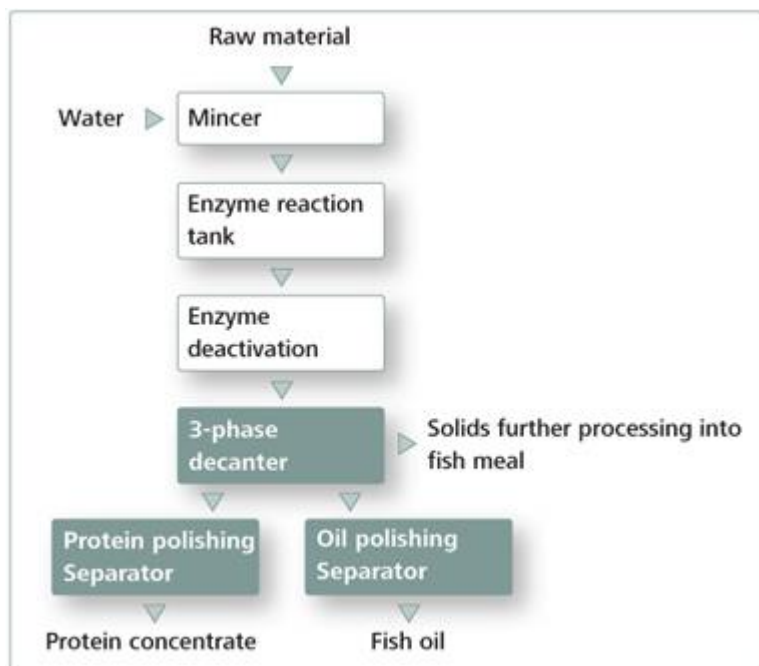 Raw material
Water
Mincer
Enzyme reaction
tank
Enzyme
deactivation
3-phase
decanter
Solids further processing into
fish meal
Protein polishing
Separator
Oil polishing
Separator
Protein concentrate
Fish oil